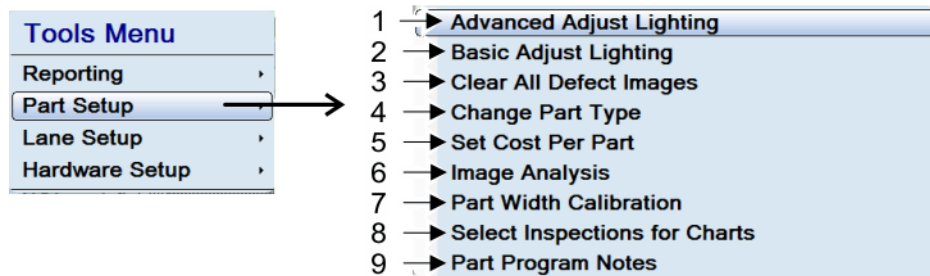 Tools Menu
Reporting
Part Setup
Lane Setup
Hardware Setup
1 Advanced Adjust Lighting
2 Basic Adjust Lighting
3 Clear All Defect Images
4 Change Part Type
5 Set Cost Per Part
6 Image Analysis
7 Part Width Calibration
8 Select Inspections for Charts
9 Part Program Notes